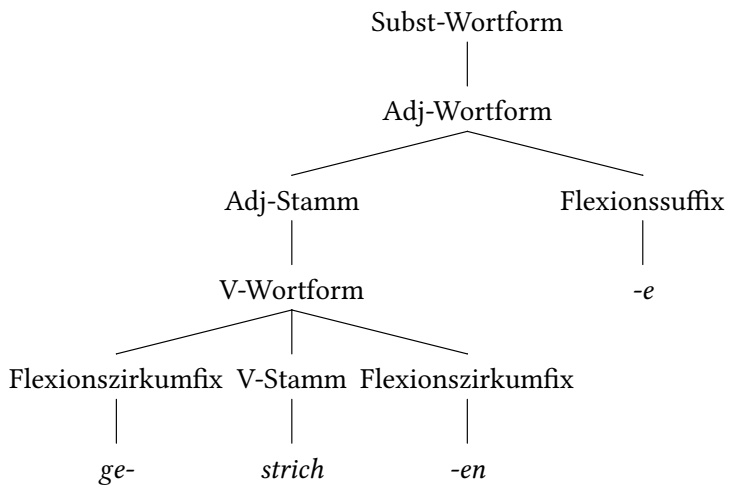 Subst-Wortform
Adj-Wortform
Adj-Stamm Flexionssuffix
V-Wortform -e
Flexionszirkumfix V-Stamm Flexionszirkumfix
ge- strich -en